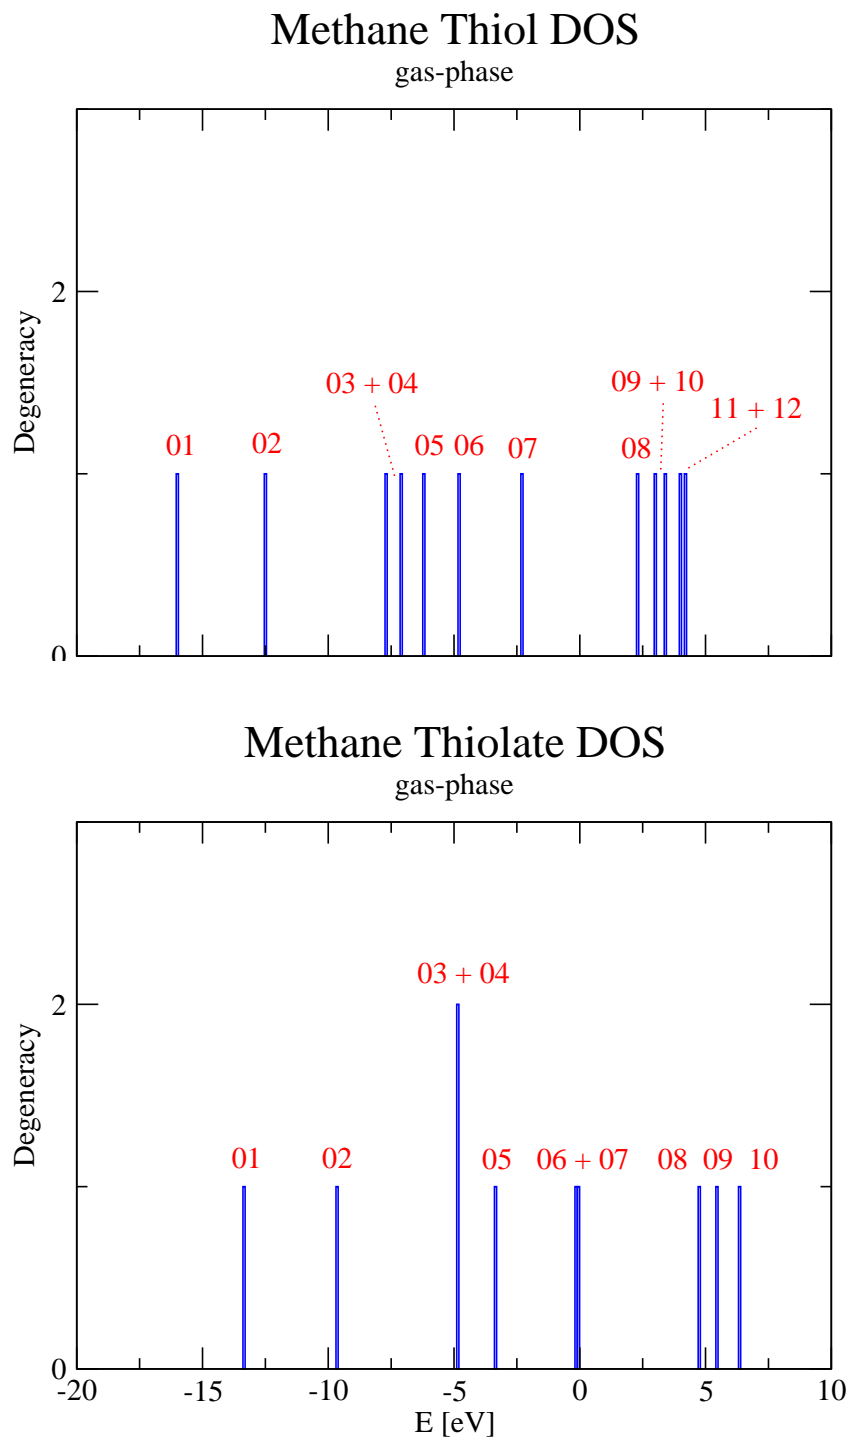 Methane Thiol DOS
gas-phase
Degeneracy
2
0
03 + 04
09 + 10
11 + 12
01
02
05 06
07
08
Methane Thiolate DOS
gas-phase
Degeneracy
2
0
03 + 04
01
02
05
06 + 07
08
09
10
-20
-15
-10
-5
0
5
10
E [eV]